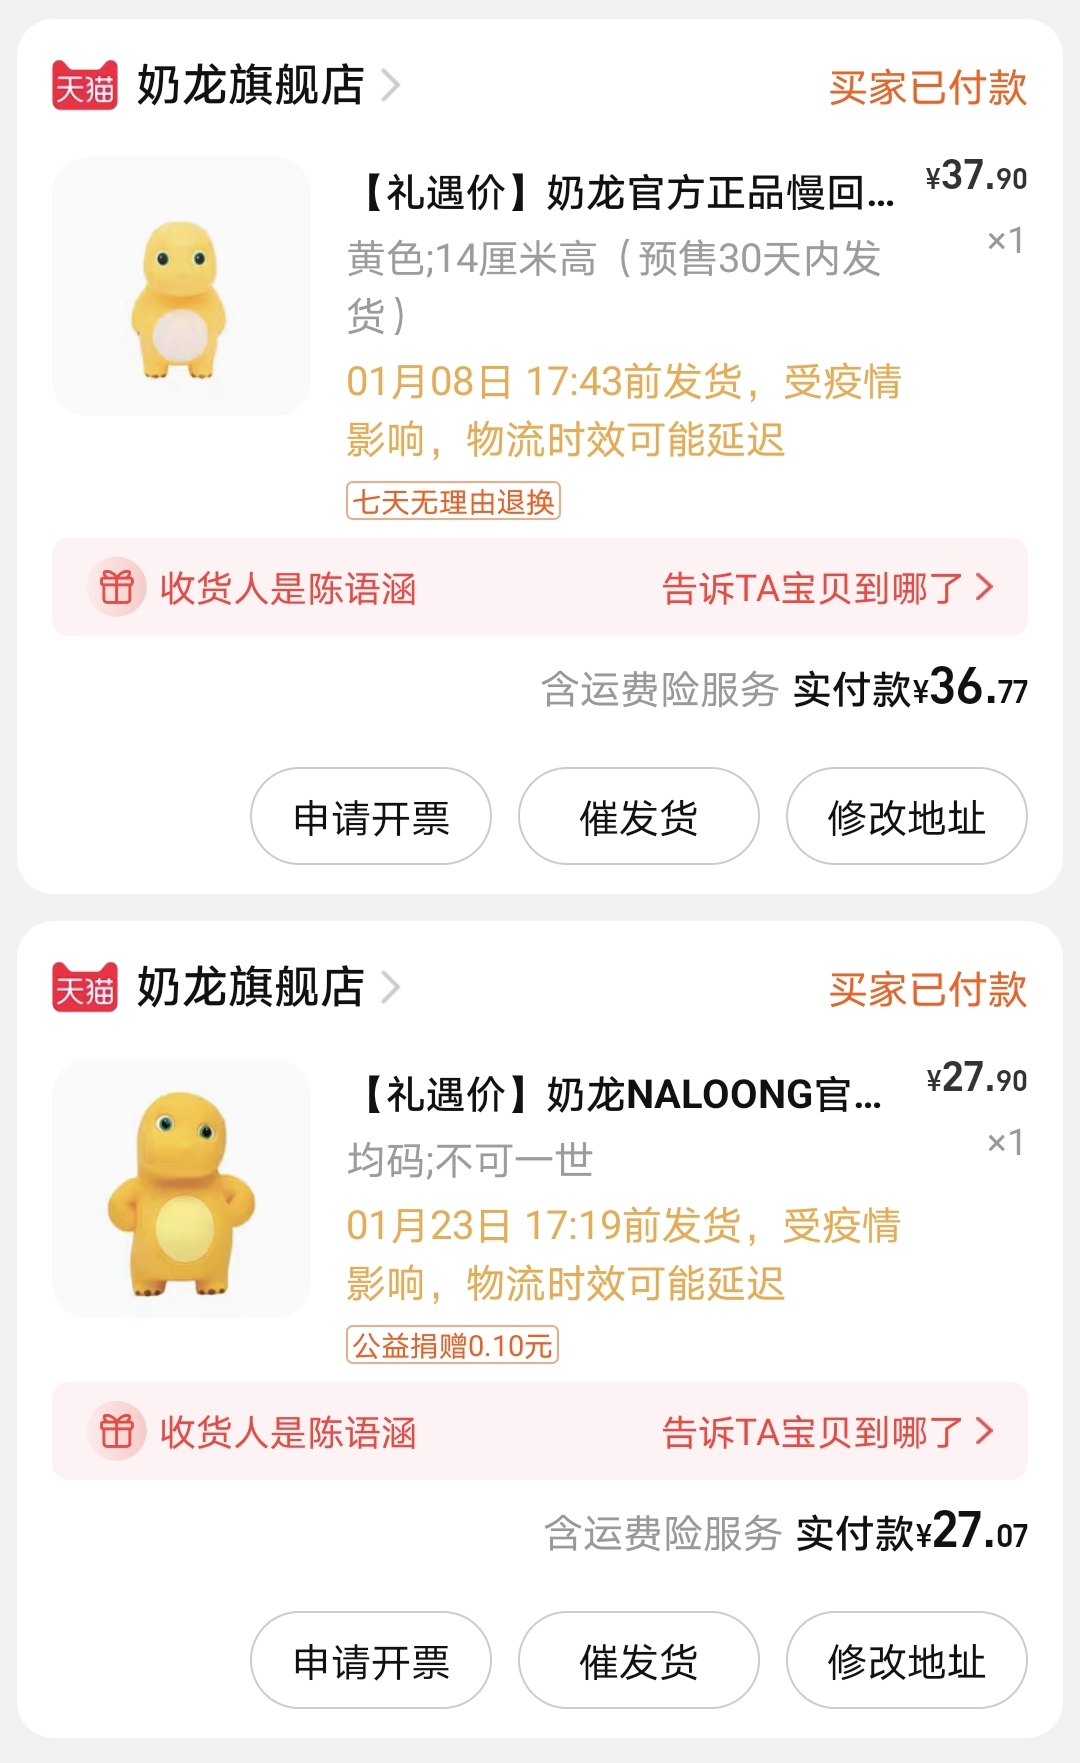 天猫 奶龙旗舰店 买家已付款
【礼遇价】奶龙官方正品慢回... ¥37.90
黄色;14厘米高（预售30天内发 ×1
货）
01月08日 17:43前发货，受疫情
影响，物流时效可能延迟
七天无理由退换
收货人是陈语涵 告诉TA宝贝到哪了
含运费险服务 实付款¥36.77
申请开票 催发货 修改地址
天猫 奶龙旗舰店 买家已付款
【礼遇价】奶龙NALOONG官... ¥27.90
均码;不可一世 ×1
01月23日 17:19前发货，受疫情
影响，物流时效可能延迟
公益捐赠0.10元
收货人是陈语涵 告诉TA宝贝到哪了
含运费险服务 实付款¥27.07
申请开票 催发货 修改地址